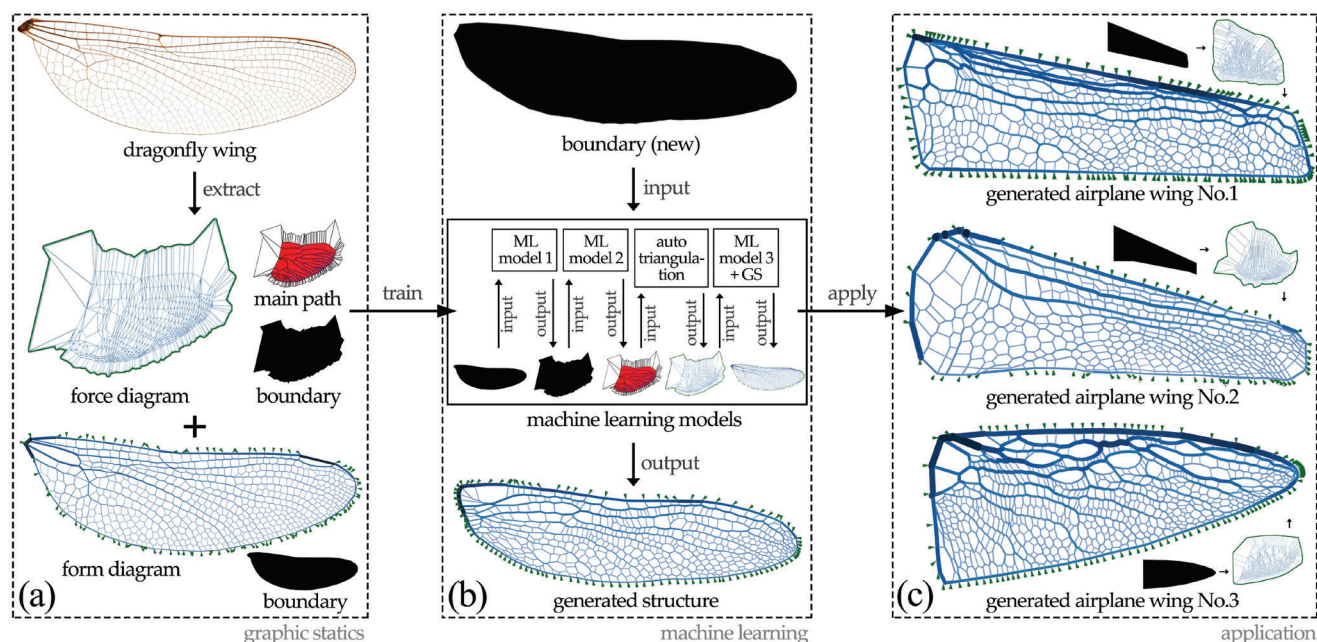 dragonfly wing
extract
main path
force diagram
boundary
+
form diagram
boundary
(a)
graphic statics
train
boundary (new)
input
ML
model 1
ML
model 2
auto
triangula-
tion
ML
model 3
+ GS
input
output
input
output
input
output
input
output
machine learning models
output
generated structure
(b)
machine learning
apply
generated airplane wing No.1
generated airplane wing No.2
generated airplane wing No.3
(c)
application